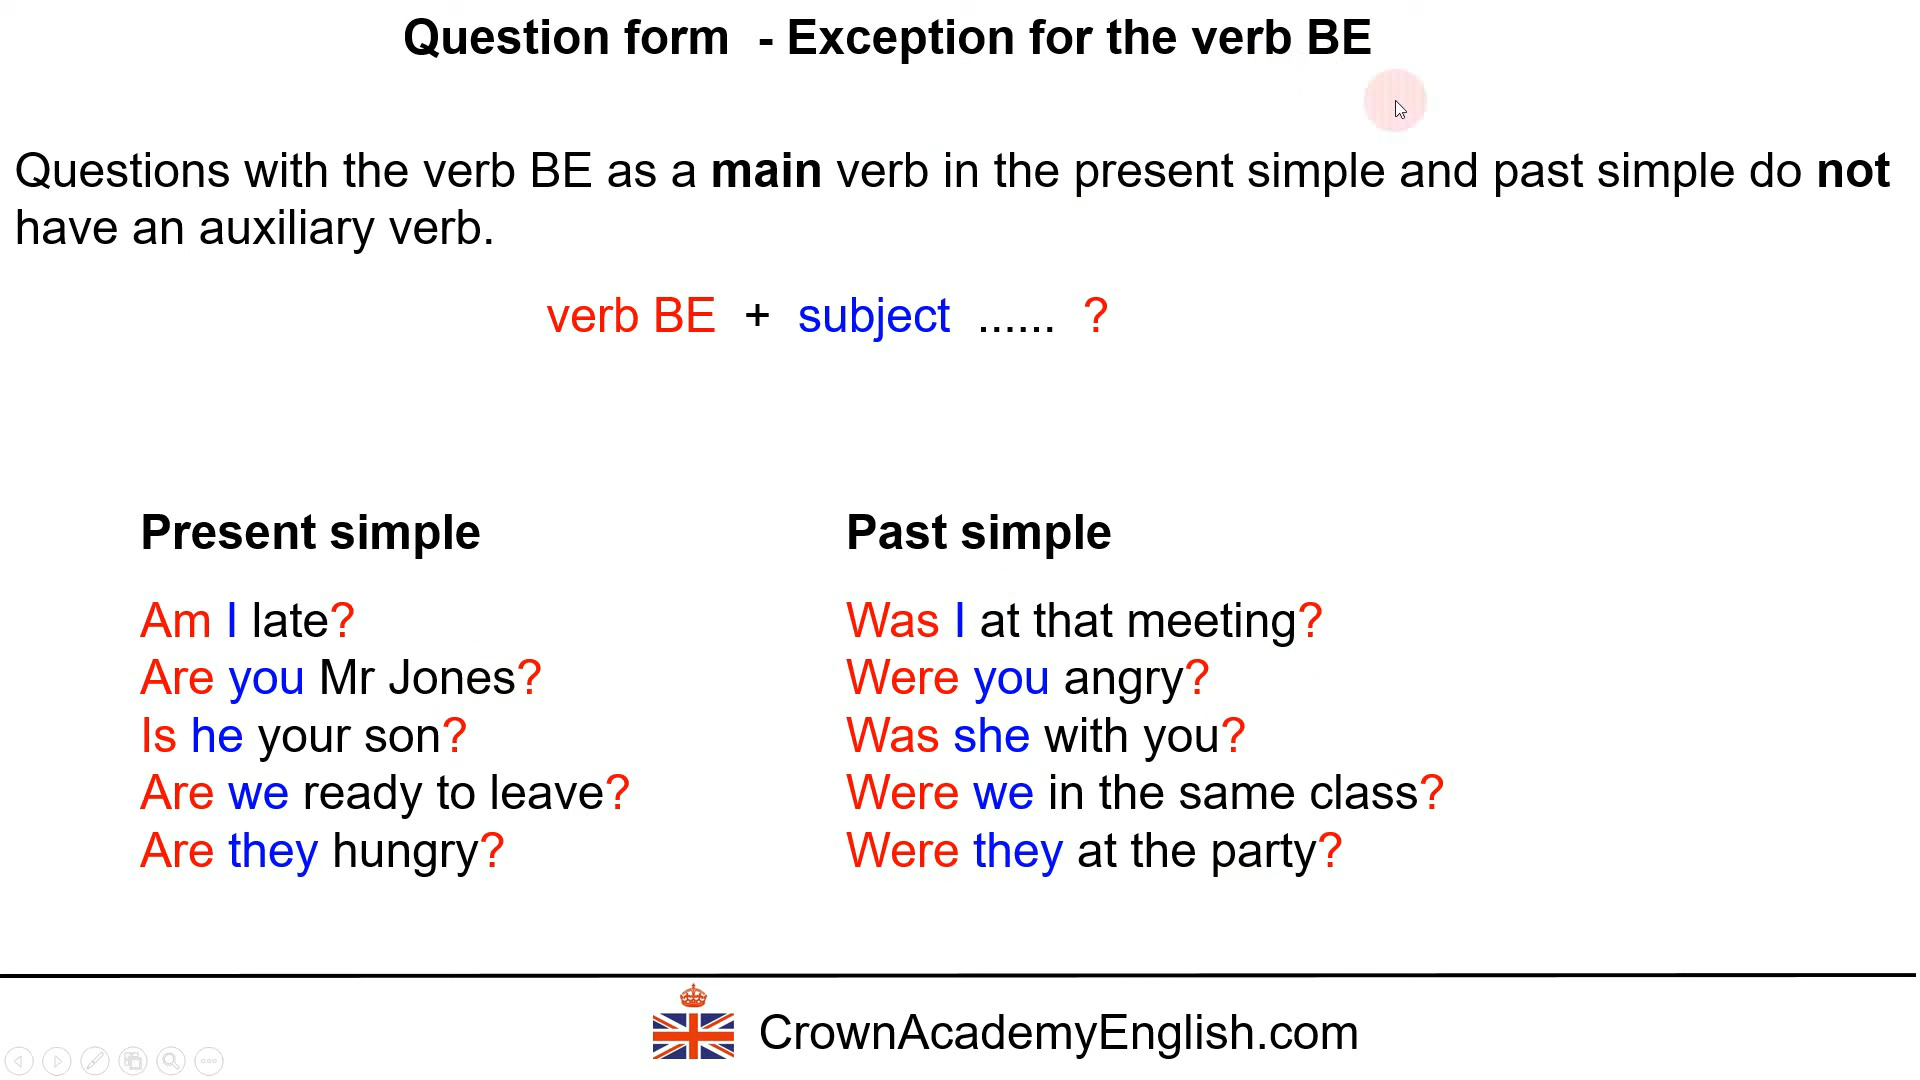 Question form - Exception for the verb BE
Questions with the verb BE as a main verb in the present simple and past simple do not
have an auxiliary verb.
verb BE + subject ...... ?
Present simple
Am I late?
Are you Mr Jones?
Is he your son?
Are we ready to leave?
Are they hungry?
Past simple
Was I at that meeting?
Were you angry?
Was she with you?
Were we in the same class?
Were they at the party?
CrownAcademyEnglish.com